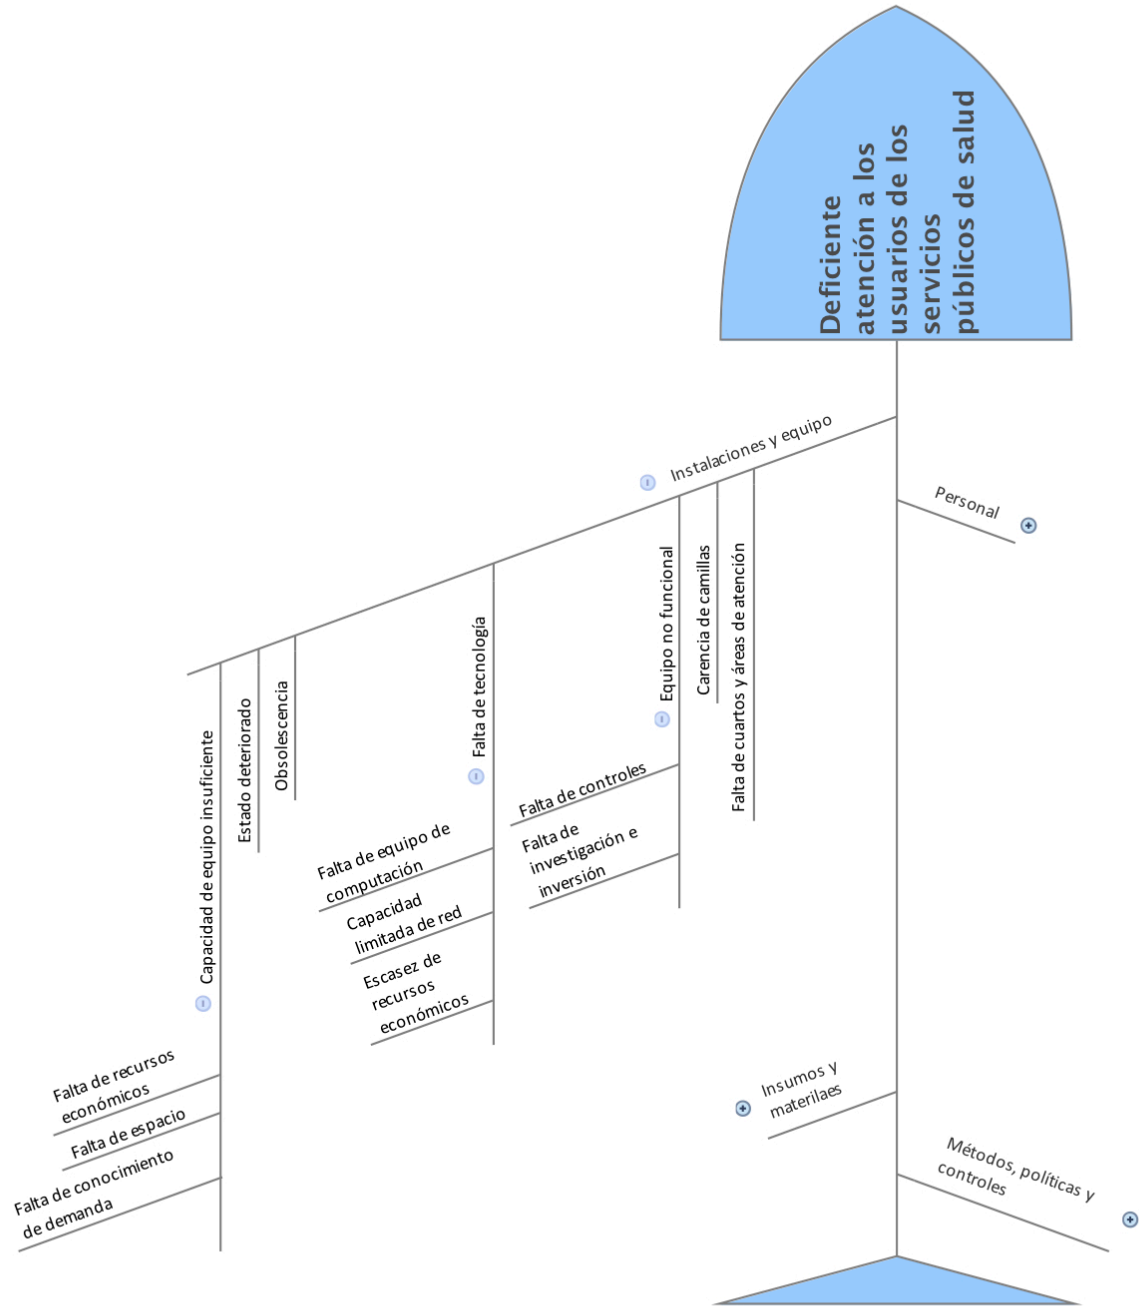 Deficiente
atención a los
usuarios de los
servicios
públicos de salud
Instalaciones y equipo
Personal
Capacidad de equipo insuficiente
Estado deteriorado
Obsolescencia
Falta de tecnología
Equipo no funcional
Carencia de camillas
Falta de cuartos y áreas de atención
Falta de controles
Falta de
investigación e
inversión
Falta de equipo de
computación
Capacidad
limitada de red
Escasez de
recursos
económicos
Falta de recursos
económicos
Falta de espacio
Falta de conocimiento
de demanda
Insumos y
materilaes
Métodos, políticas y
controles